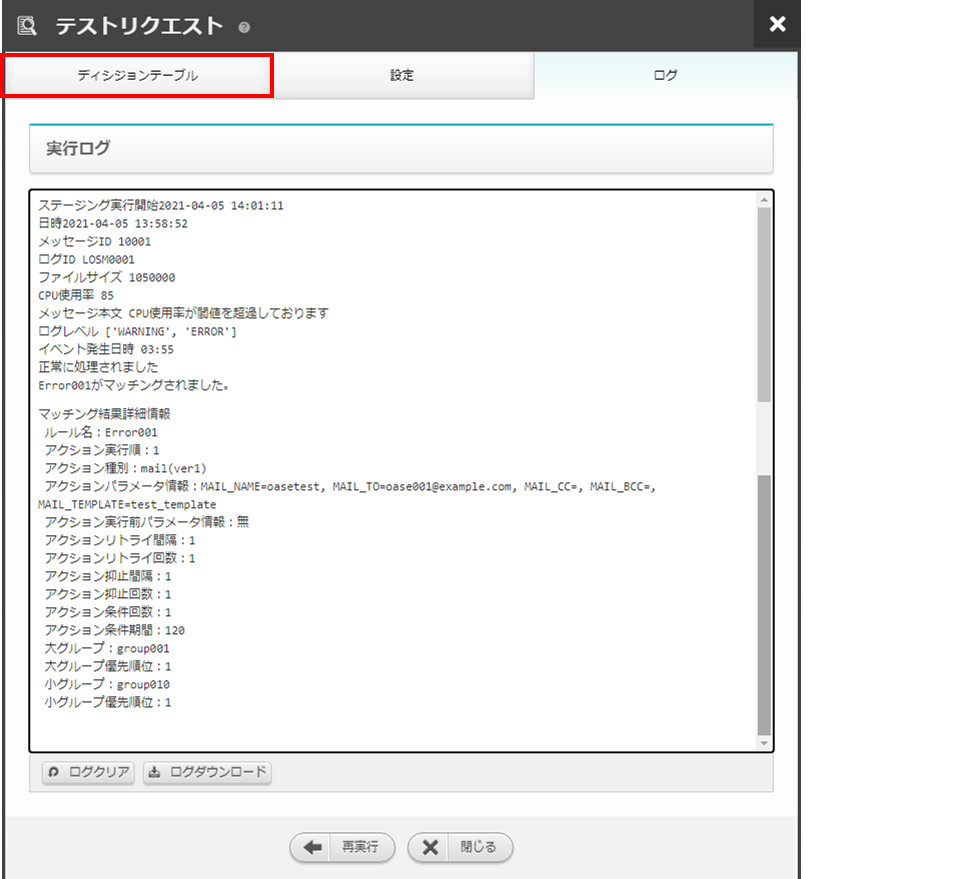 テストリクエスト
ディシジョンテーブル
設定
ログ
実行ログ
ステージング実行開始2021-04-05 14:01:11
日時2021-04-05 13:58:52
メッセージID 10001
ログID LOSM0001
ファイルサイズ 1050000
CPU使用率 85
メッセージ本文 CPU使用率が閾値を超過しております
ログレベル ['WARNING', 'ERROR']
イベント発生日時 03:55
正常に処理されました
Error001がマッチングされました。
マッチング結果詳細情報
ルール名：Error001
アクション実行順：1
アクション種別：mail(ver1)
アクションパラメータ情報：MAIL_NAME=oasetest, MAIL_TO=oase001@example.com, MAIL_CC=, MAIL_BCC=,
MAIL_TEMPLATE=test_template
アクション実行前パラメータ情報：無
アクションリトライ間隔：1
アクションリトライ回数：1
アクション抑止間隔：1
アクション抑止回数：1
アクション条件回数：1
アクション条件期間：120
大グループ：group001
大グループ優先順位：1
小グループ：group010
小グループ優先順位：1
ログクリア
ログダウンロード
再実行
閉じる